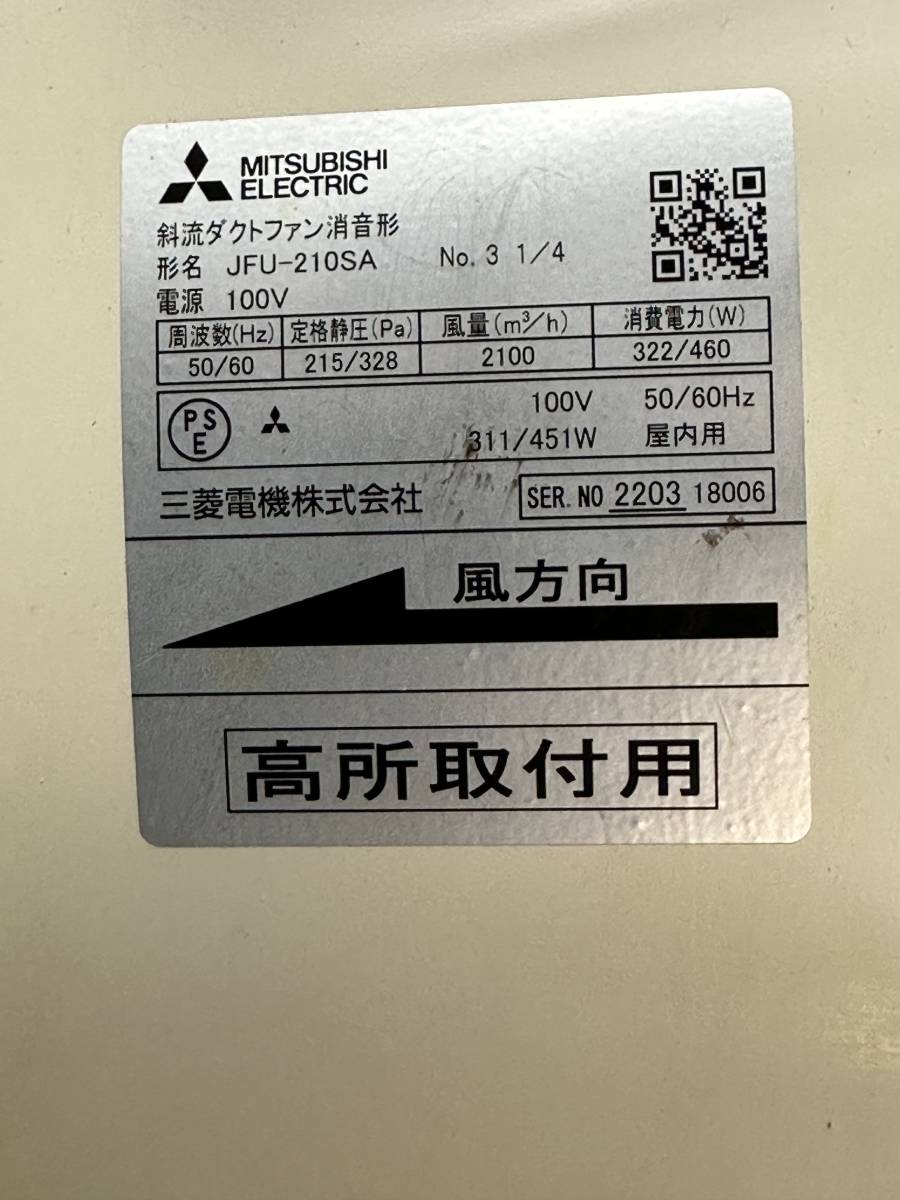 MITSUBISHI
ELECTRIC
斜流ダクトファン消音形
形名 JFU-210SA No. 3 1/4
電源 100V
周波数(Hz) 定格静圧(Pa) 風量(m³/h) 消費電力(W)
50/60 215/328 2100 322/460
PSE 100V 50/60Hz
311/451W 屋内用
三菱電機株式会社 SER. NO 2203 18006
風方向
高所取付用